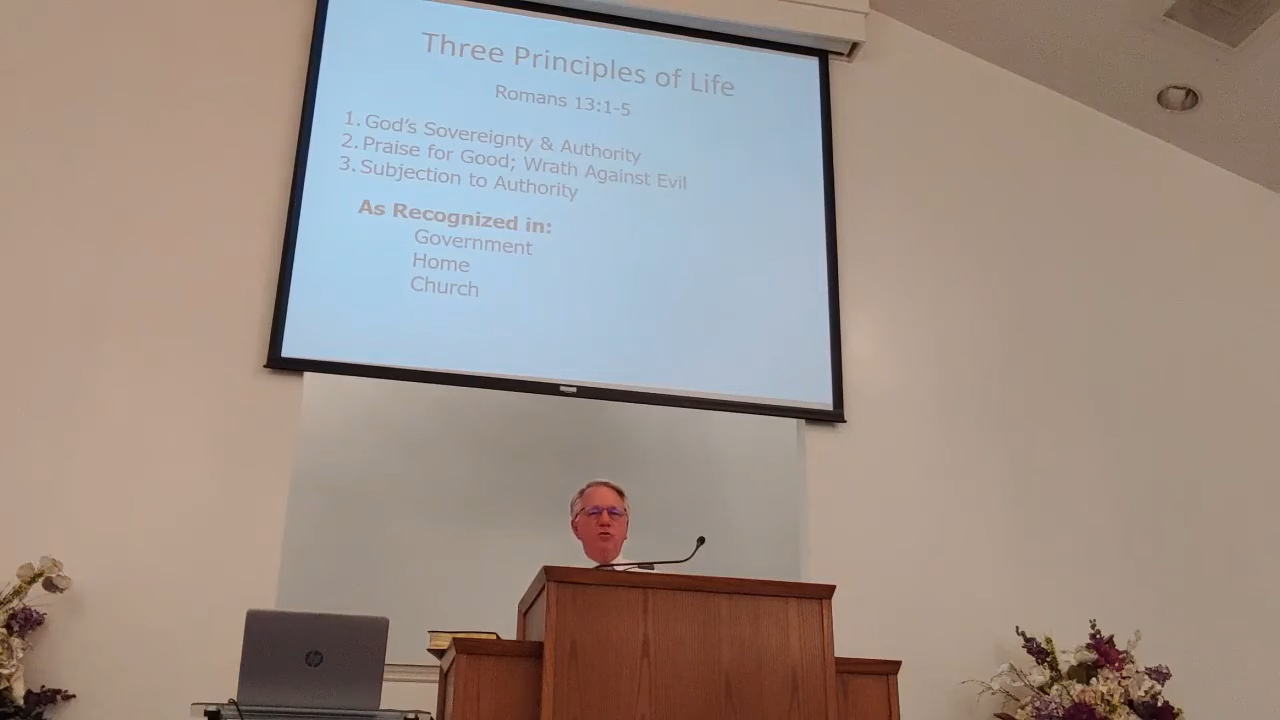 Three Principles of Life
Romans 13:1-5
1. God's Sovereignty & Authority
2. Praise for Good; Wrath Against Evil
3. Subjection to Authority
As Recognized in:
Government
Home
Church
hp